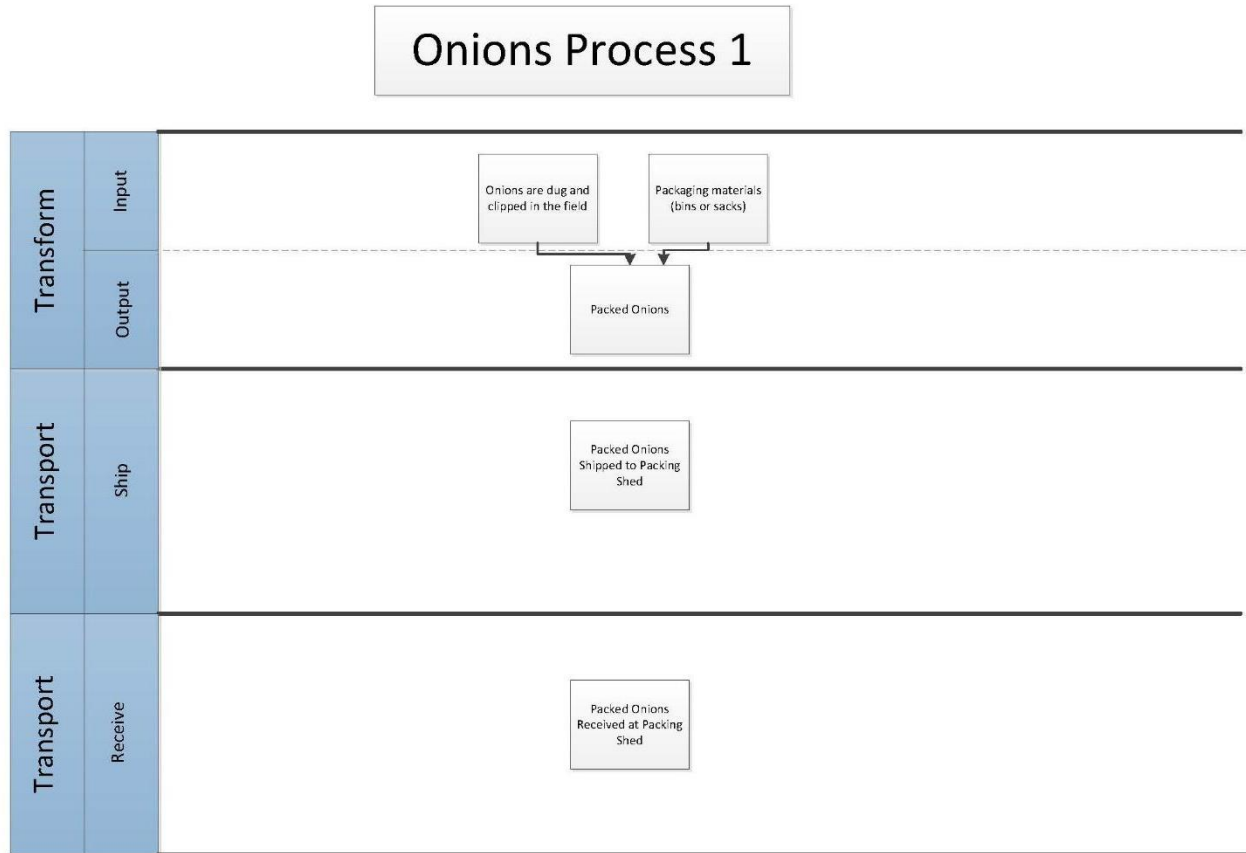 Onions Process 1
Transform
Input
Onions are dug and
clipped in the field
Packaging materials
(bins or sacks)
Output
Packed Onions
Transport
Ship
Packed Onions
Shipped to Packing
Shed
Transport
Receive
Packed Onions
Received at Packing
Shed